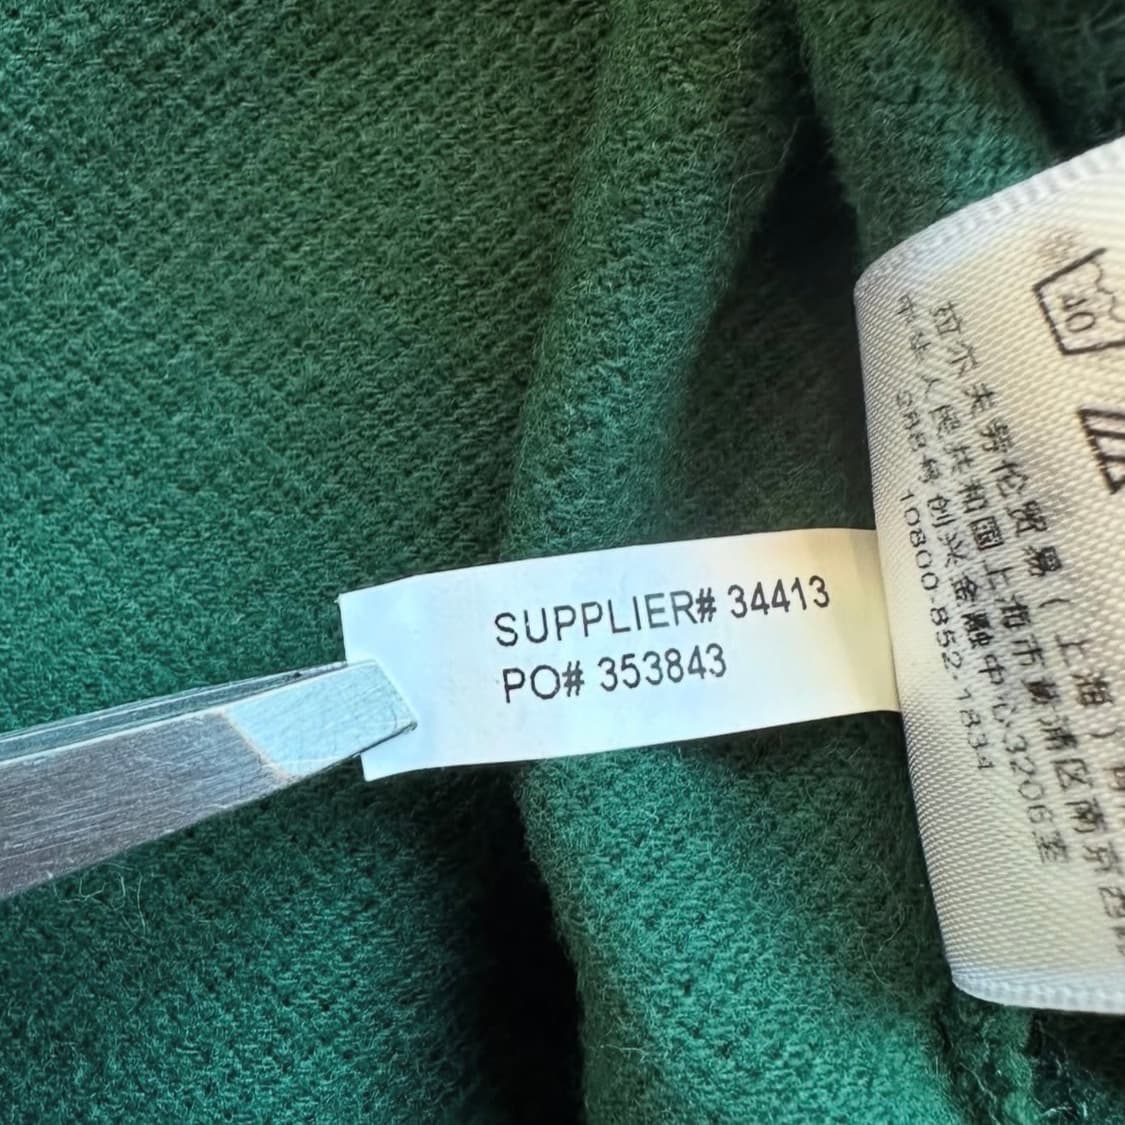 SUPPLIER# 34413
PO# 353843
40
拉尔夫劳伦贸易（上海）
中华人民共和国上海市黄浦区南京西
288号创兴金融中心3206室
10800-852-1834